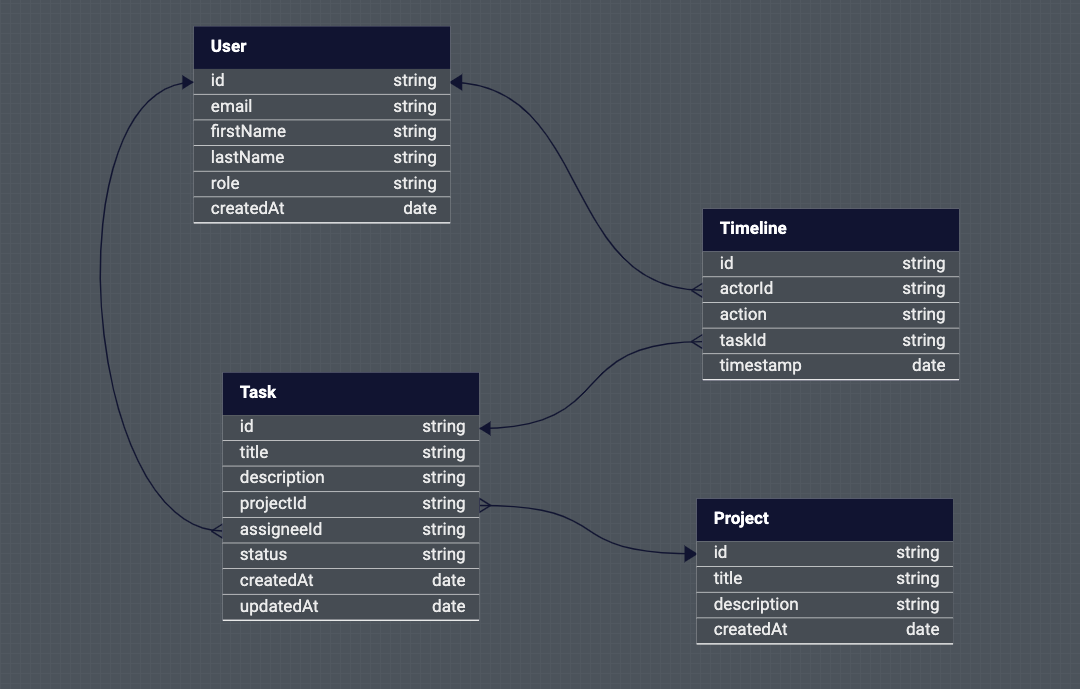 User
id string
email string
firstName string
lastName string
role string
createdAt date
Timeline
id string
actorId string
action string
taskId string
timestamp date
Task
id string
title string
description string
projectId string
assigneeId string
status string
createdAt date
updatedAt date
Project
id string
title string
description string
createdAt date